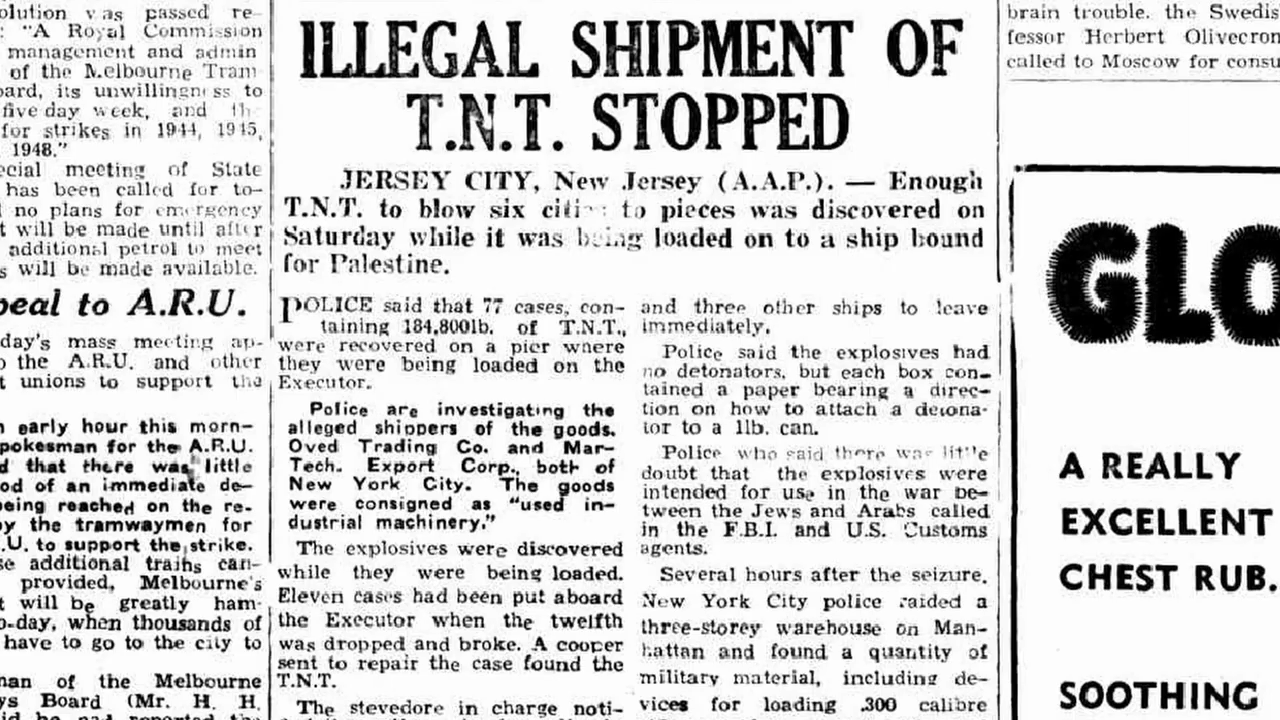 olution was passed re-
: "A Royal Commission
management and admin
of the Melbourne Tram-
oard, its unwillingness to
five day week, and the
for strikes in 1944, 1945,
1948."
ecial meeting of State
has been called for to-
no plans for emergency
t will be made until after
additional petrol to meet
s will be made available.
peal to A.R.U.
day's mass meeting ap-
o the A.R.U. and other
t unions to support the
n early hour this morn-
pokesman for the A.R.U.
d that there was little
od of an immediate de-
being reached on the re-
by the tramwaymen for
.U. to support the strike.
se additional trains can-
provided, Melbourne's
t will be greatly ham-
o-day, when thousands of
have to go to the city to
man of the Melbourne
ys Board (Mr. H. H.
id he had reported the
ILLEGAL SHIPMENT OF
T.N.T. STOPPED
JERSEY CITY, New Jersey (A.A.P.). — Enough
T.N.T. to blow six cities to pieces was discovered on
Saturday while it was being loaded on to a ship bound
for Palestine.
POLICE said that 77 cases, con-
taining 184,800lb. of T.N.T.,
were recovered on a pier where
they were being loaded on the
Executor.
Police are investigating the
alleged shippers of the goods.
Oved Trading Co. and Mar-
Tech. Export Corp., both of
New York City. The goods
were consigned as "used in-
dustrial machinery."
The explosives were discovered
while they were being loaded.
Eleven cases had been put aboard
the Executor when the twelfth
was dropped and broke. A cooper
sent to repair the case found the
T.N.T.
The stevedore in charge noti-
and three other ships to leave
immediately.
Police said the explosives had
no detonators, but each box con-
tained a paper bearing a direc-
tion on how to attach a detona-
tor to a 1lb. can.
Police who said there was little
doubt that the explosives were
intended for use in the war be-
tween the Jews and Arabs called
in the F.B.I. and U.S. Customs
agents.
Several hours after the seizure,
New York City police raided a
three-storey warehouse on Man-
hattan and found a quantity of
military material, including de-
vices for loading .300 calibre
brain trouble. the Swedis
fessor Herbert Olivecron
called to Moscow for consu
GLO
A REALLY
EXCELLENT
CHEST RUB.
SOOTHING